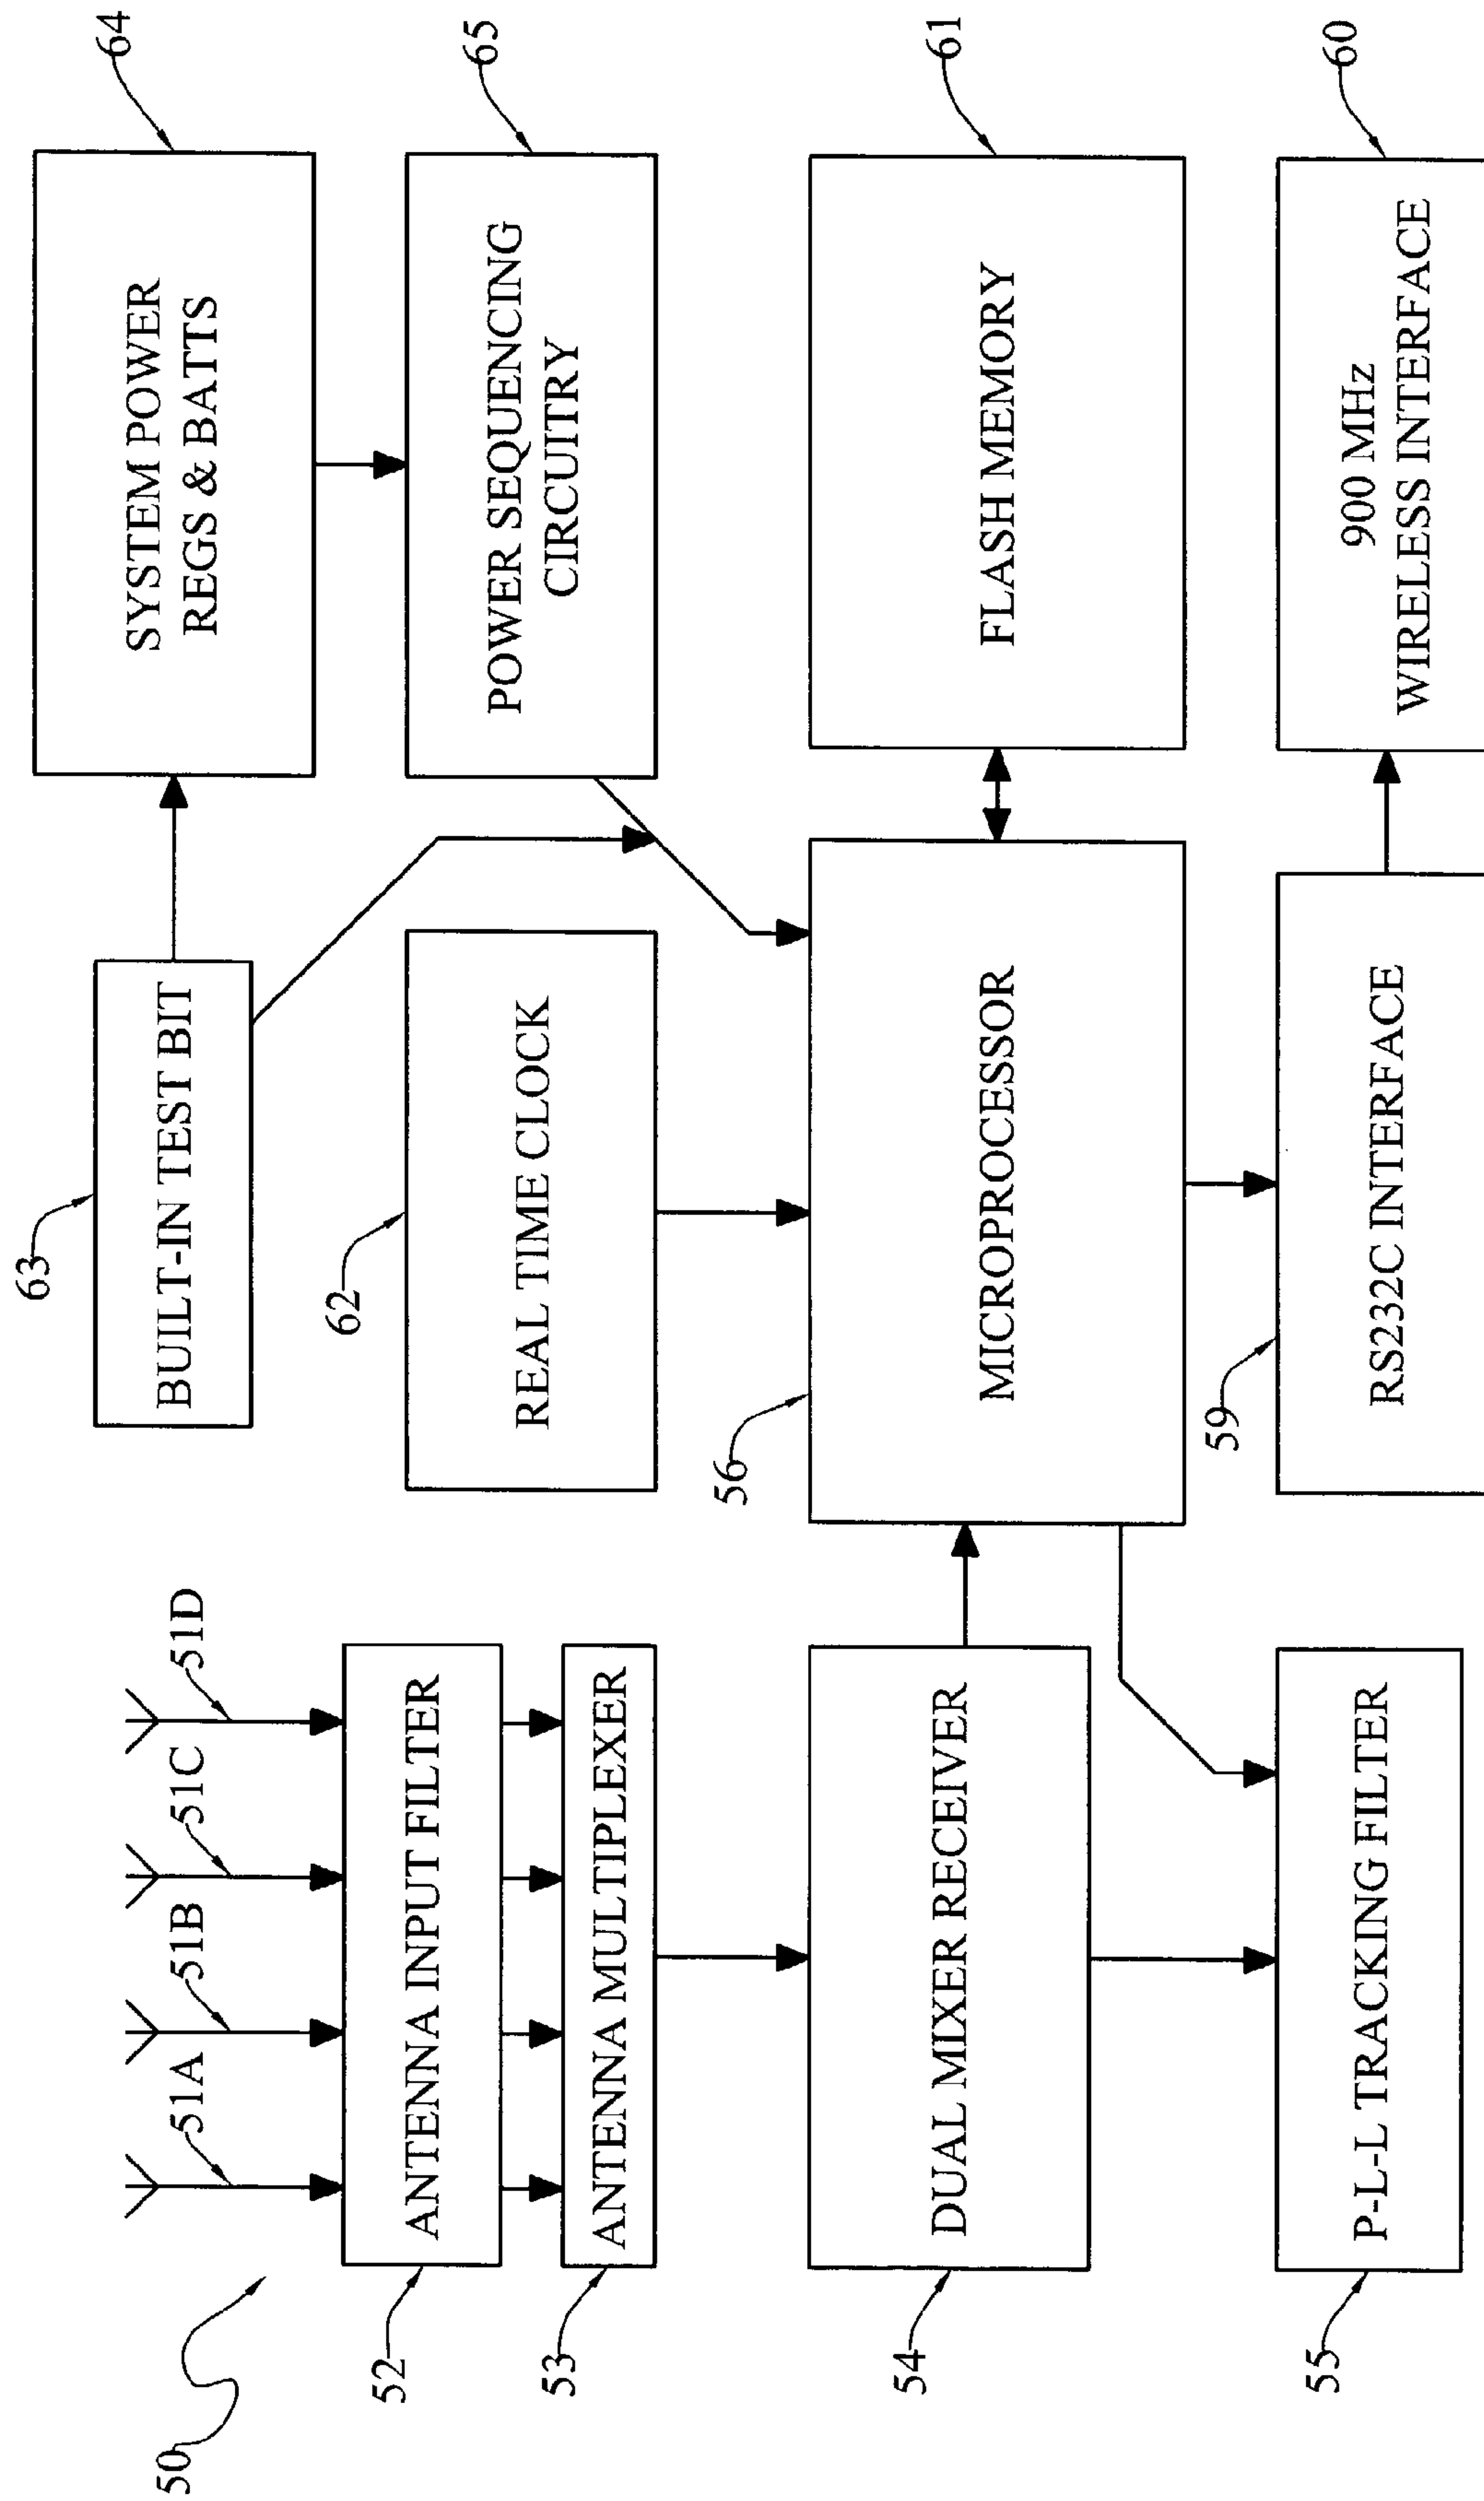 50
51A
51B
51C
51D
52
ANTENNA INPUT FILTER
53
ANTENNA MULTIPLEXER
54
DUAL MIXER RECEIVER
55
P-L-L TRACKING FILTER
63
BUILT-IN TEST BIT
62
REAL TIME CLOCK
56
MICROPROCESSOR
59
RS232C INTERFACE
64
SYSTEM POWER
REGS & BATTS
65
POWER SEQUENCING
CIRCUITRY
61
FLASH MEMORY
60
900 MHz
WIRELESS INTERFACE